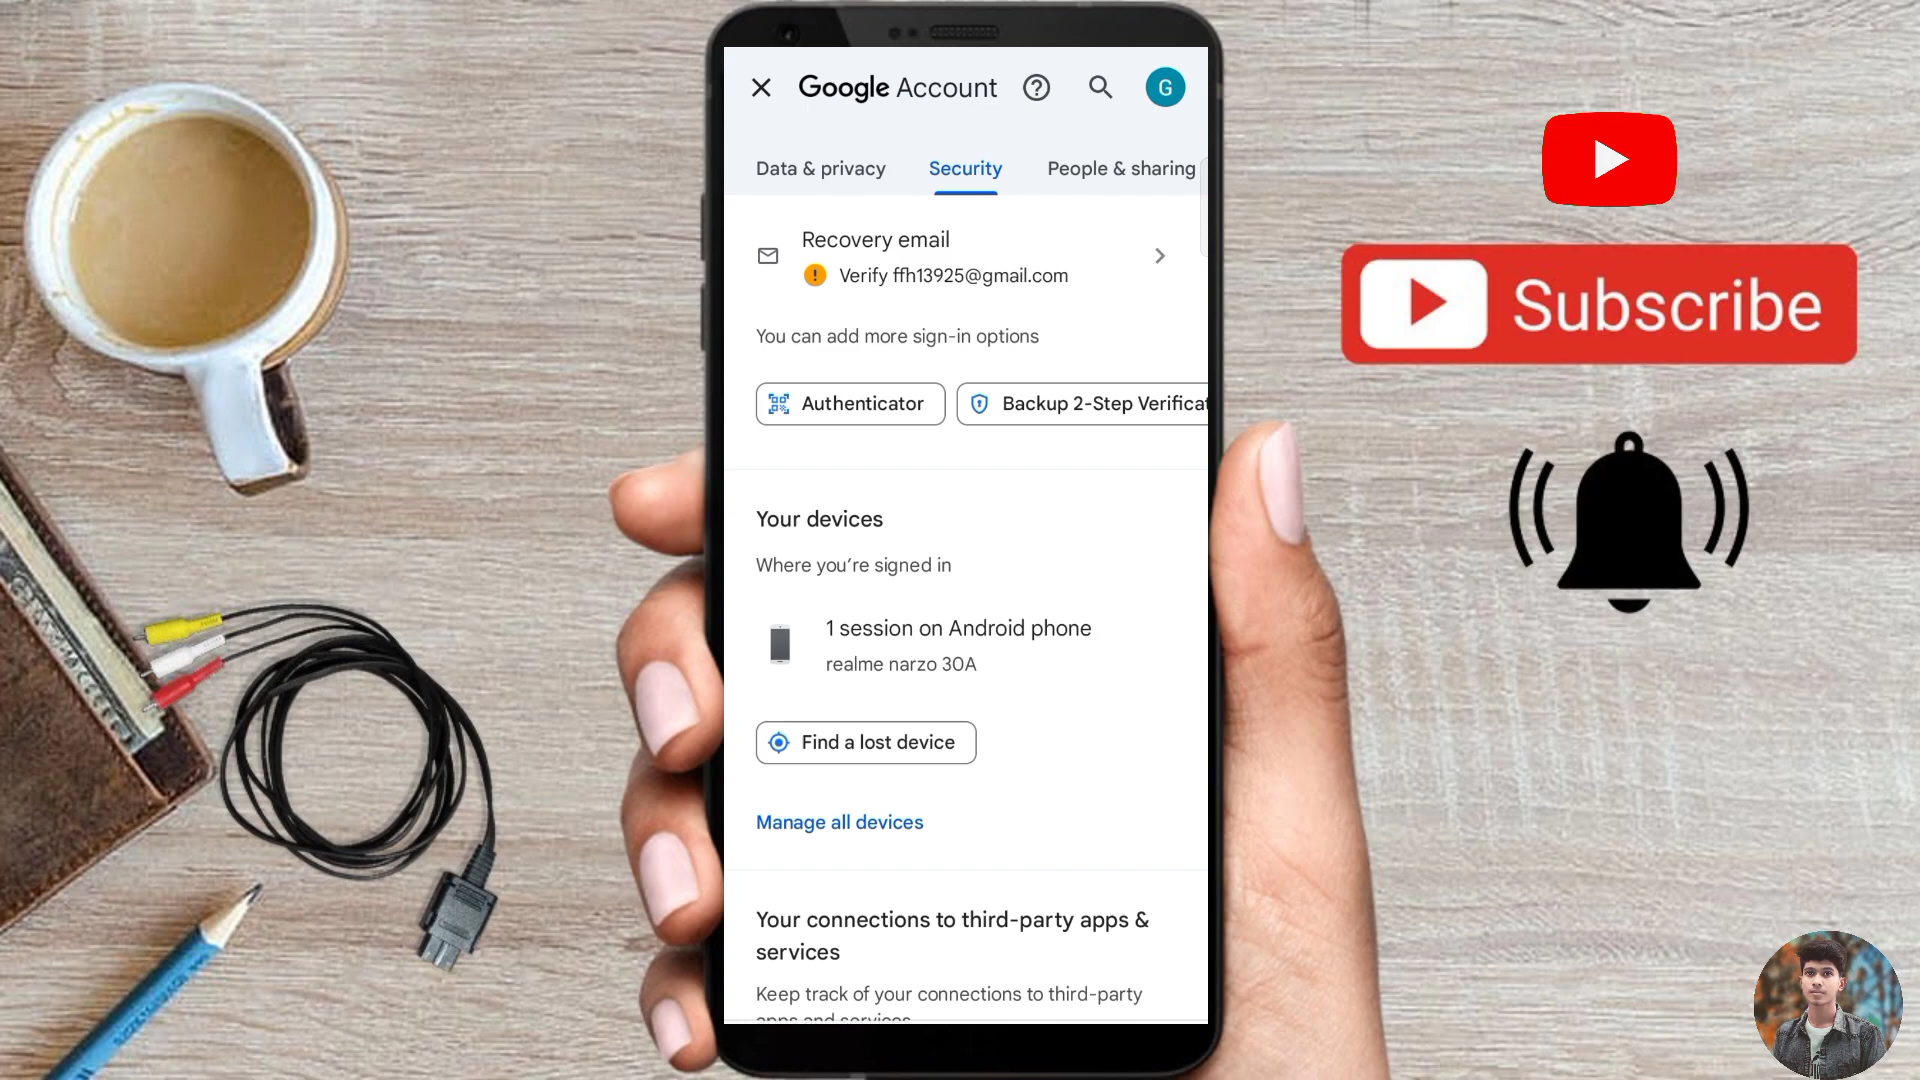 Google Account
G
Data & privacy
Security
People & sharing
Recovery email
! Verify ffh13925@gmail.com
You can add more sign-in options
Authenticator
Backup 2-Step Verificat
Your devices
Where you're signed in
1 session on Android phone
realme narzo 30A
Find a lost device
Manage all devices
Your connections to third-party apps &
services
Keep track of your connections to third-party
apps and services
Subscribe